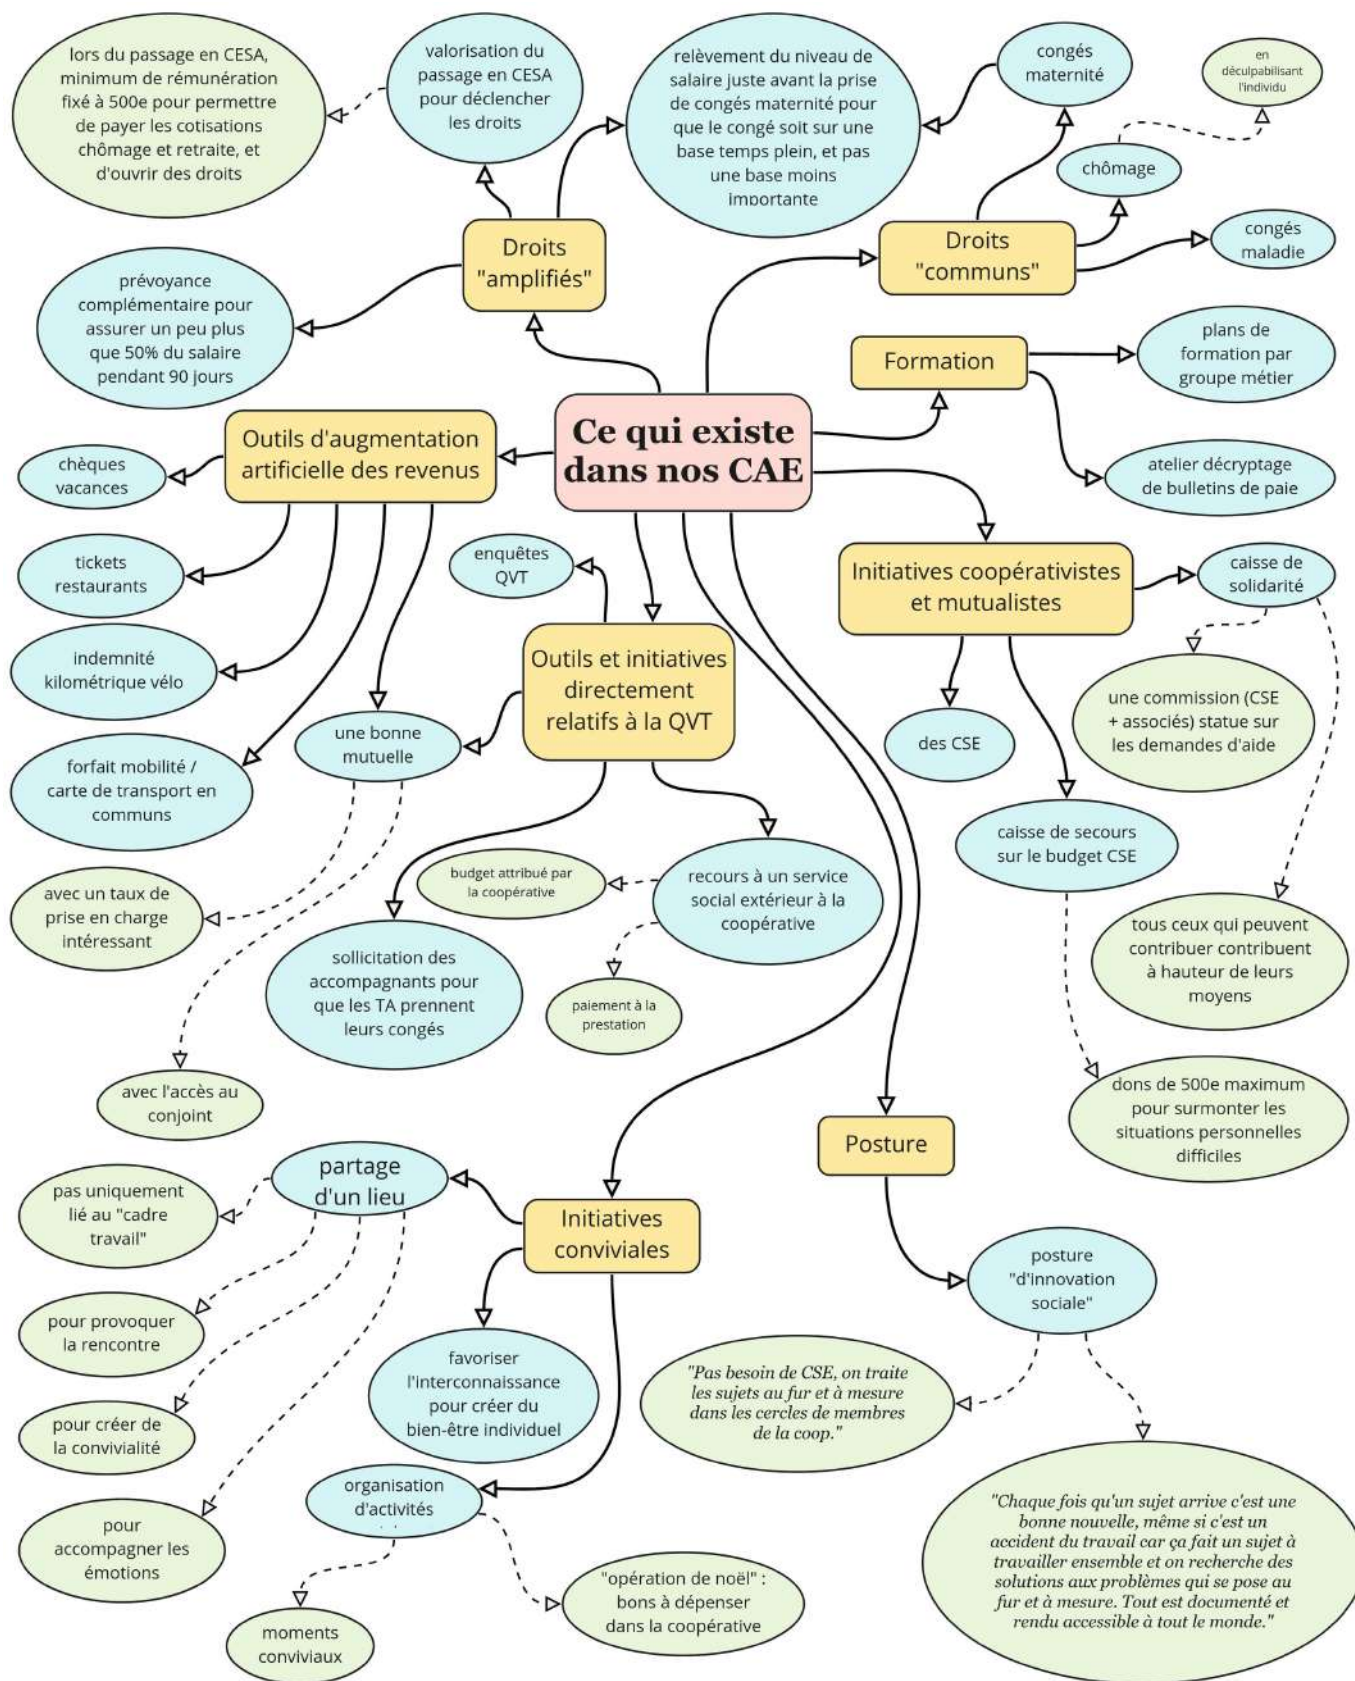 lors du passage en CESA,
minimum de rémunération
fixé à 500e pour permettre
de payer les cotisations
chômage et retraite, et
d'ouvrir des droits
valorisation du
passage en CESA
pour déclencher
les droits
relèvement du niveau de
salaire juste avant la prise
de congés maternité pour
que le congé soit sur une
base temps plein, et pas
une base moins
importante
congés
maternité
en
déculpabilisant
l'individu
chômage
congés
maladie
Droits
"amplifiés"
Droits
"communs"
prévoyance
complémentaire pour
assurer un peu plus
que 50% du salaire
pendant 90 jours
Formation
plans de
formation par
groupe métier
atelier décryptage
de bulletins de paie
Ce qui existe
dans nos CAE
Outils d'augmentation
artificielle des revenus
chèques
vacances
tickets
restaurants
indemnité
kilométrique vélo
forfait mobilité /
carte de transport en
communs
enquêtes
QVT
Outils et initiatives
directement
relatifs à la QVT
une bonne
mutuelle
Initiatives coopérativistes
et mutualistes
caisse de
solidarité
une commission (CSE
+ associés) statue sur
les demandes d'aide
des CSE
caisse de secours
sur le budget CSE
tous ceux qui peuvent
contribuer contribuent
à hauteur de leurs
moyens
dons de 500e maximum
pour surmonter les
situations personnelles
difficiles
avec un taux de
prise en charge
intéressant
avec l'accès au
conjoint
budget attribué par
la coopérative
recours à un service
social extérieur à la
coopérative
paiement à la
prestation
sollicitation des
accompagnants pour
que les TA prennent
leurs congés
Posture
posture
"d'innovation
sociale"
"Pas besoin de CSE, on traite
les sujets au fur et à mesure
dans les cercles de membres
de la coop."
"Chaque fois qu'un sujet arrive c'est une
bonne nouvelle, même si c'est un
accident du travail car ça fait un sujet à
travailler ensemble et on recherche des
solutions aux problèmes qui se pose au
fur et à mesure. Tout est documenté et
rendu accessible à tout le monde."
Initiatives
conviviales
partage
d'un lieu
pas uniquement
lié au "cadre
travail"
pour provoquer
la rencontre
pour créer de
la convivialité
pour
accompagner les
émotions
favoriser
l'interconnaissance
pour créer du
bien-être individuel
organisation
d'activités
moments
conviviaux
"opération de noël" :
bons à dépenser
dans la coopérative